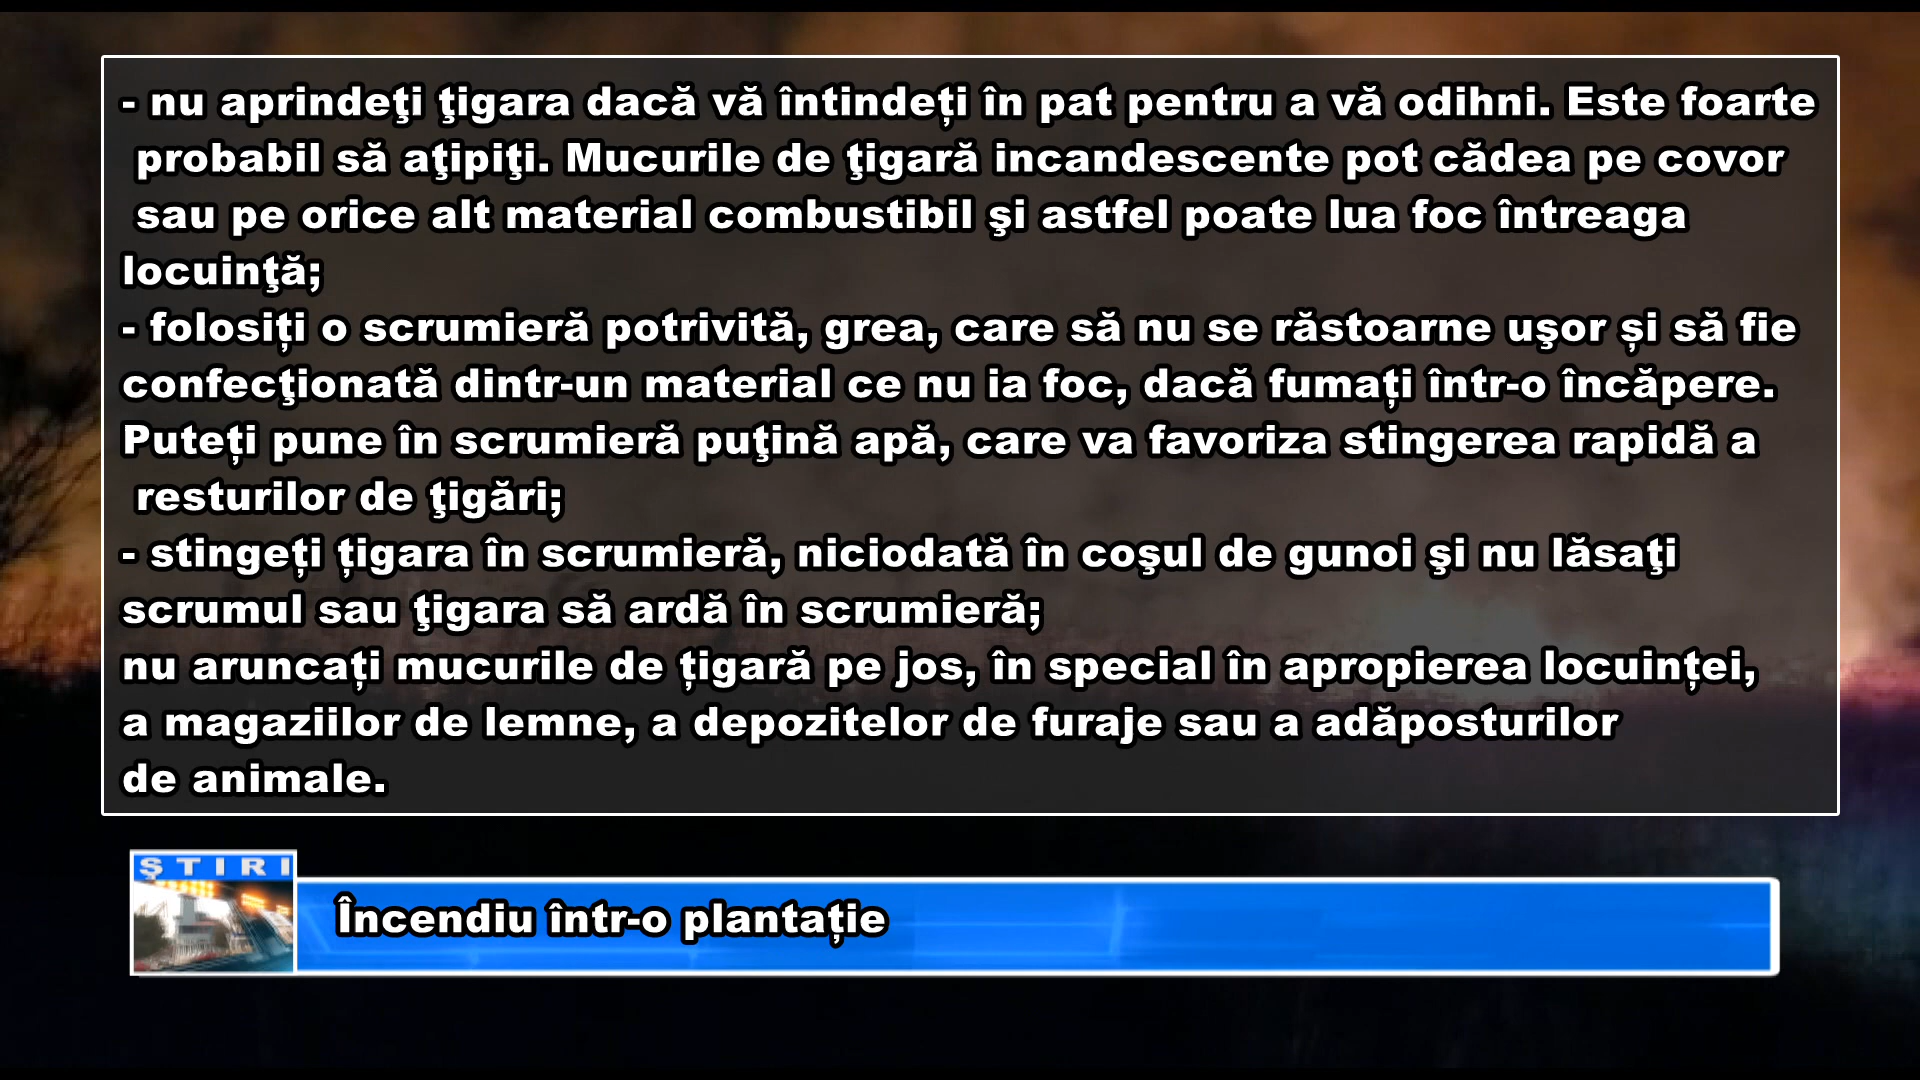 - nu aprindeţi ţigara dacă vă întindeți în pat pentru a vă odihni. Este foarte
probabil să aţipiţi. Mucurile de ţigară incandescente pot cădea pe covor
sau pe orice alt material combustibil şi astfel poate lua foc întreaga
locuinţă;
- folosiți o scrumieră potrivită, grea, care să nu se răstoarne uşor și să fie
confecţionată dintr-un material ce nu ia foc, dacă fumați într-o încăpere.
Puteți pune în scrumieră puţină apă, care va favoriza stingerea rapidă a
resturilor de ţigări;
- stingeți țigara în scrumieră, niciodată în coşul de gunoi şi nu lăsaţi
scrumul sau ţigara să ardă în scrumieră;
nu aruncați mucurile de țigară pe jos, în special în apropierea locuinței,
a magaziilor de lemne, a depozitelor de furaje sau a adăposturilor
de animale.
ŞTIRI
Încendiu într-o plantație